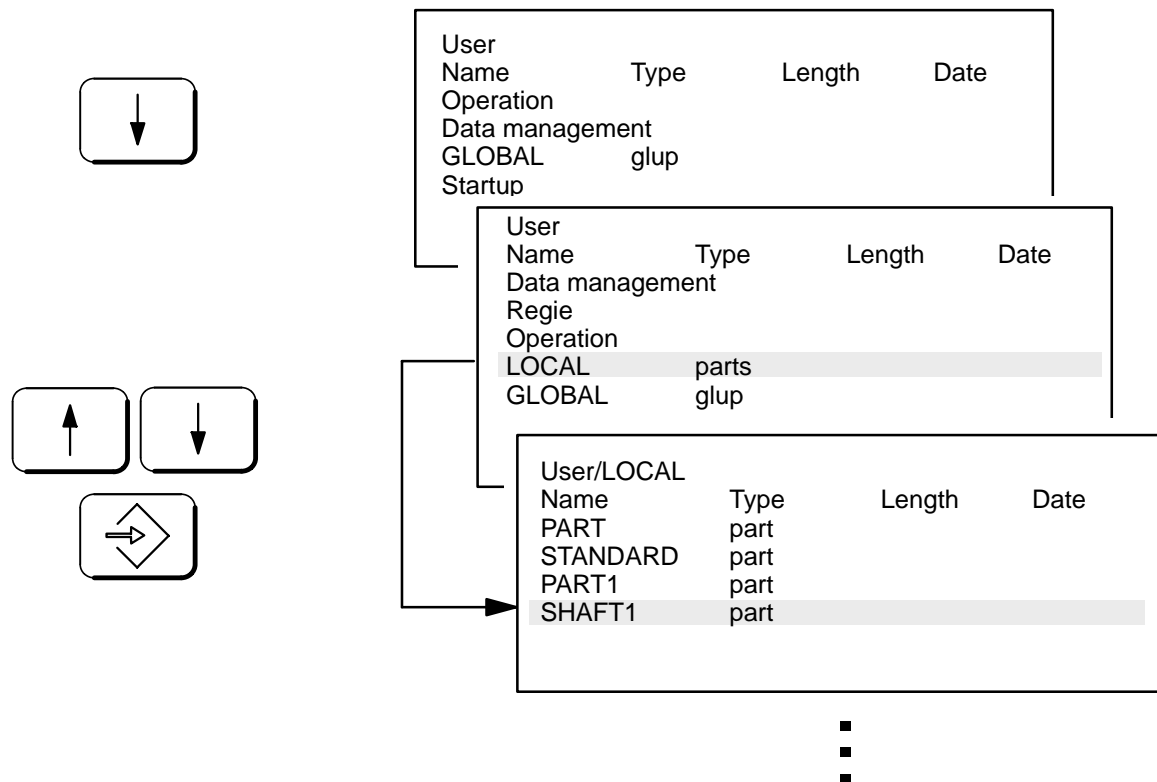 User
Name Type Length Date
Operation
Data management
GLOBAL glup
Startup
User
Name Type Length Date
Data management
Regie
Operation
LOCAL parts
GLOBAL glup
User/LOCAL
Name Type Length Date
PART part
STANDARD part
PART1 part
SHAFT1 part